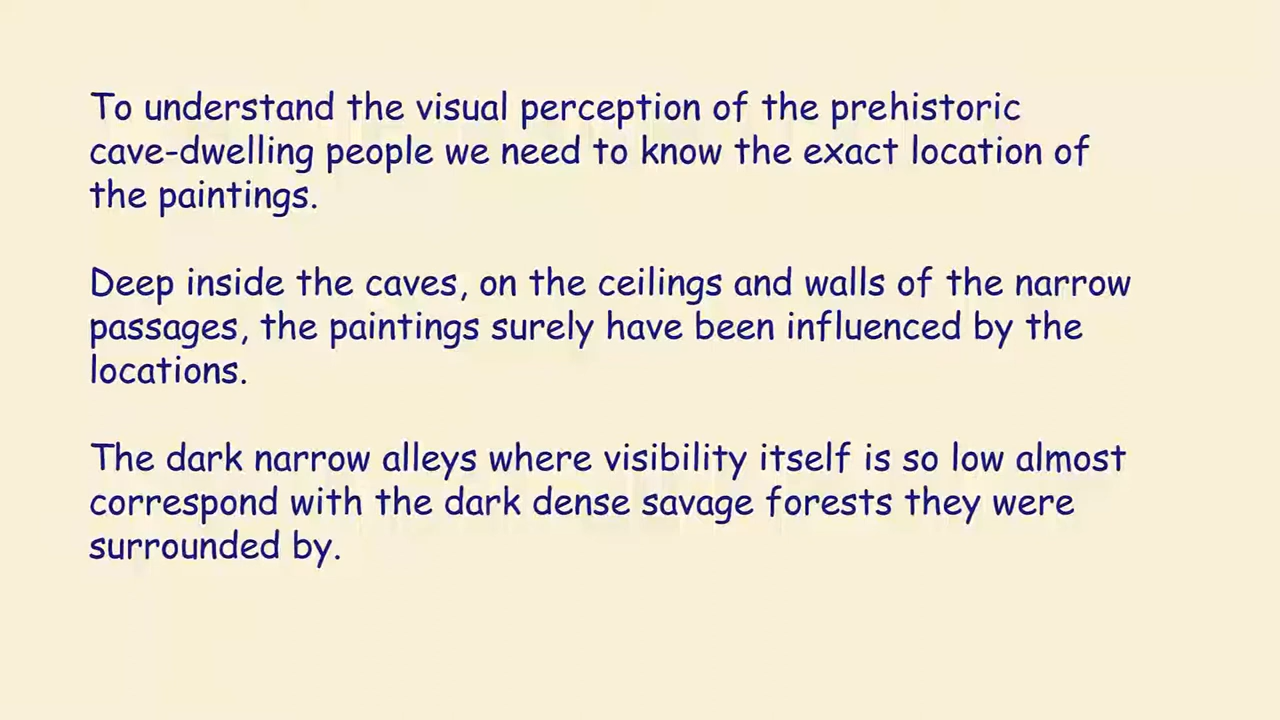 To understand the visual perception of the prehistoric
cave-dwelling people we need to know the exact location of
the paintings.
Deep inside the caves, on the ceilings and walls of the narrow
passages, the paintings surely have been influenced by the
locations.
The dark narrow alleys where visibility itself is so low almost
correspond with the dark dense savage forests they were
surrounded by.